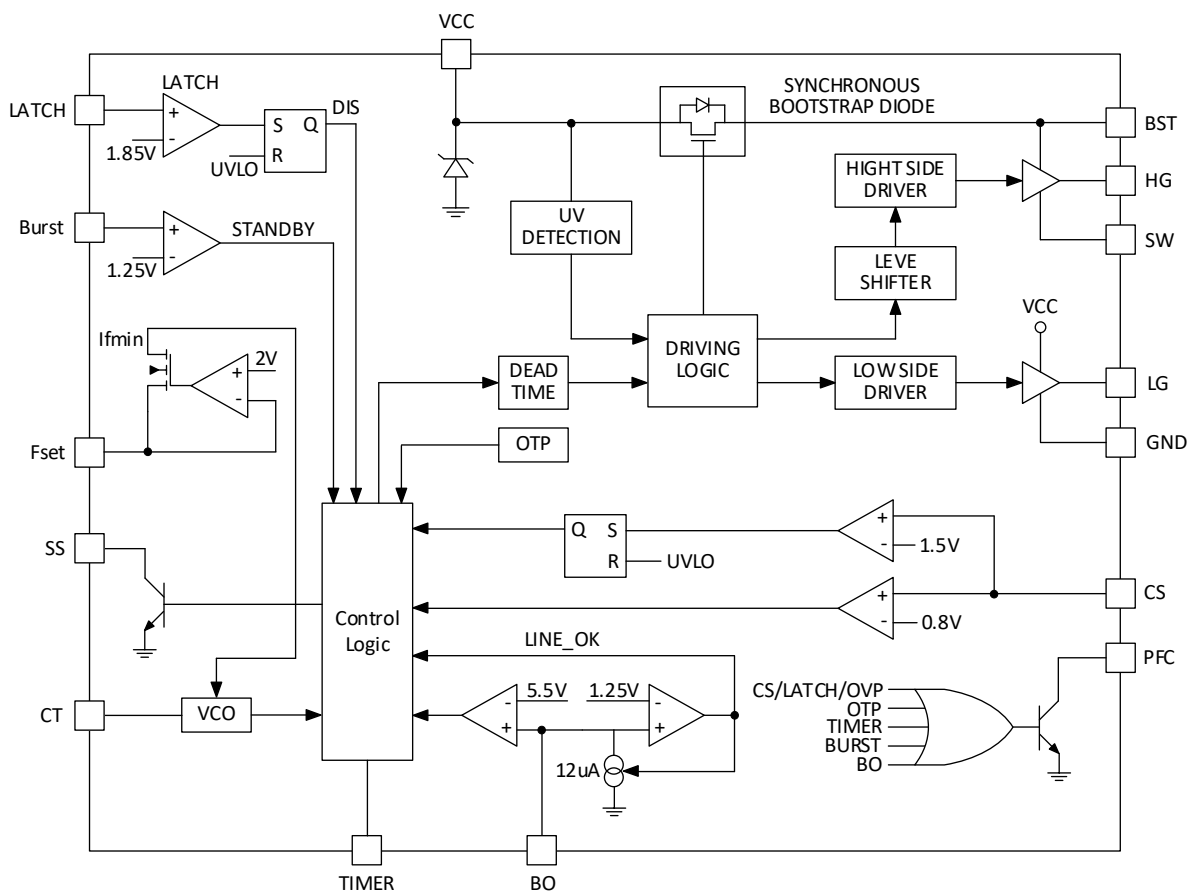 VCC
LATCH
LATCH
+
-
1.85V
S
Q
R
UVLO
DIS
SYNCHRONOUS
BOOTSTRAP DIODE
BST
HIGHT SIDE
DRIVER
HG
Burst
+
-
1.25V
STANDBY
UV
DETECTION
SW
LEVE
SHIFTER
VCC
Ifmin
+
-
2V
DRIVING
LOGIC
DEAD
TIME
LOW SIDE
DRIVER
LG
Fset
OTP
GND
SS
Q
S
R
UVLO
+
-
1.5V
+
-
0.8V
CS
Control
Logic
LINE_OK
PFC
CT
VCO
5.5V
-
+
1.25V
-
+
12uA
CS/LATCH/OVP
OTP
TIMER
BURST
BO
TIMER
BO